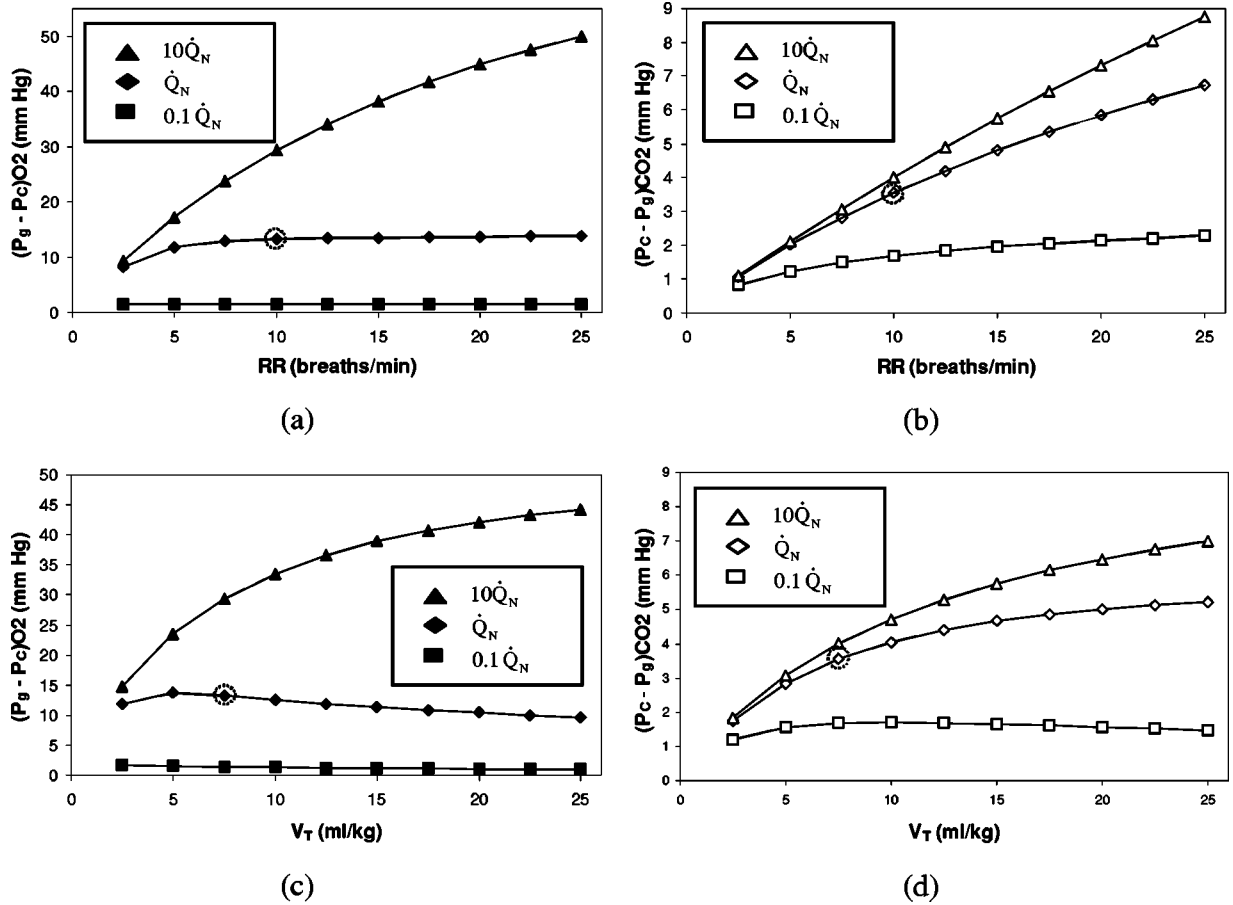 (Pg - Pc)O2 (mm Hg)
50
40
30
20
10
0
10Q̇N
Q̇N
0.1 Q̇N
0 5 10 15 20 25
RR (breaths/min)
(a)
(Pc - Pg)CO2 (mm Hg)
9
8
7
6
5
4
3
2
1
0
10Q̇N
Q̇N
0.1 Q̇N
0 5 10 15 20 25
RR (breaths/min)
(b)
(Pg - Pc)O2 (mm Hg)
50
45
40
35
30
25
20
15
10
5
0
10Q̇N
Q̇N
0.1 Q̇N
0 5 10 15 20 25
VT (ml/kg)
(c)
(Pc - Pg)CO2 (mm Hg)
9
8
7
6
5
4
3
2
1
0
10Q̇N
Q̇N
0.1 Q̇N
0 5 10 15 20 25
VT (ml/kg)
(d)